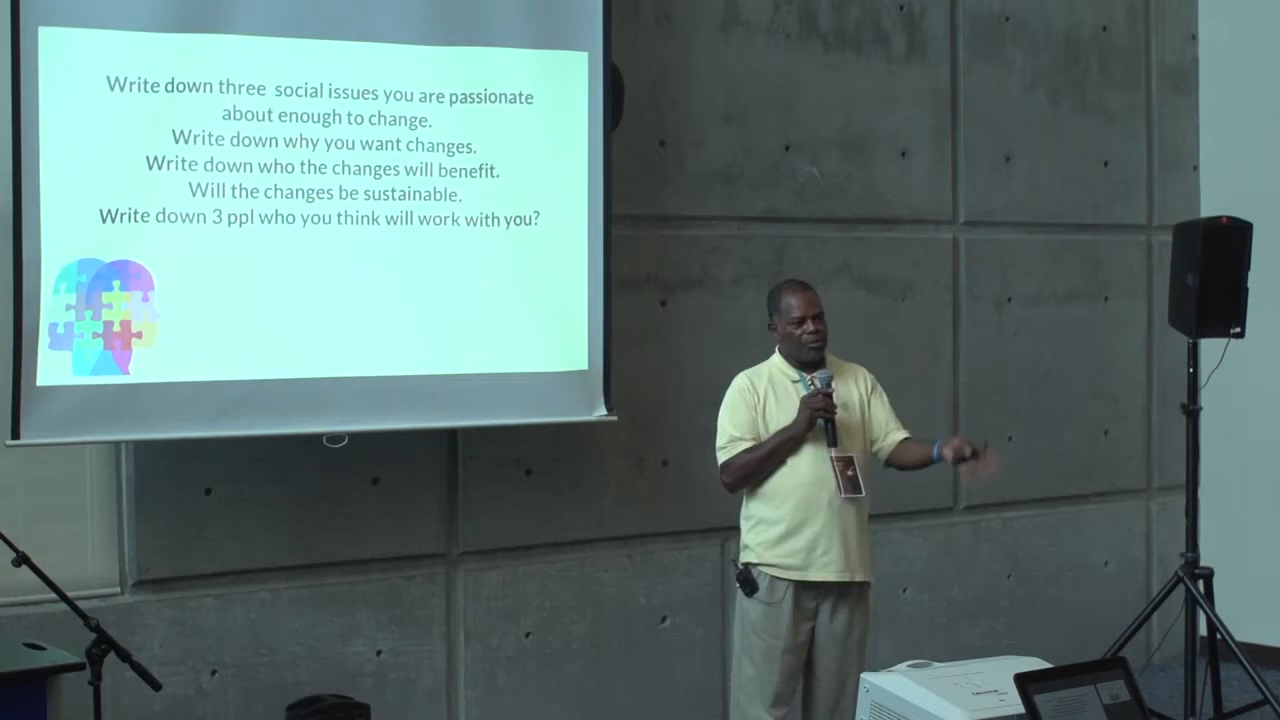 Write down three social issues you are passionate
about enough to change.
Write down why you want changes.
Write down who the changes will benefit.
Will the changes be sustainable.
Write down 3 ppl who you think will work with you?